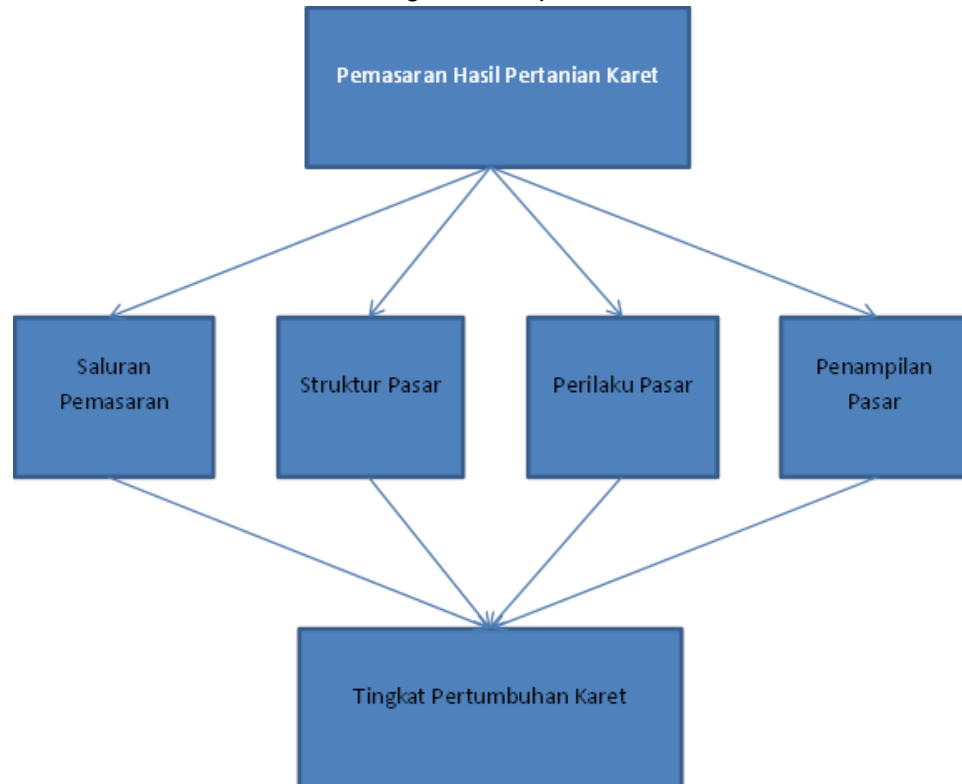 Pemasaran Hasil Pertanian Karet
Saluran
Pemasaran
Struktur Pasar
Perilaku Pasar
Penampilan
Pasar
Tingkat Pertumbuhan Karet